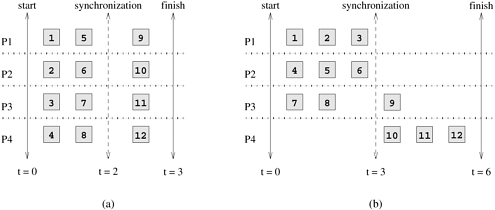 start synchronization finish start synchronization finish
P1 1 5 9 P1 1 2 3
P2 2 6 10 P2 4 5 6
P3 3 7 11 P3 7 8 9
P4 4 8 12 P4 10 11 12
t = 0 t = 2 t = 3 t = 0 t = 3 t = 6
(a) (b)